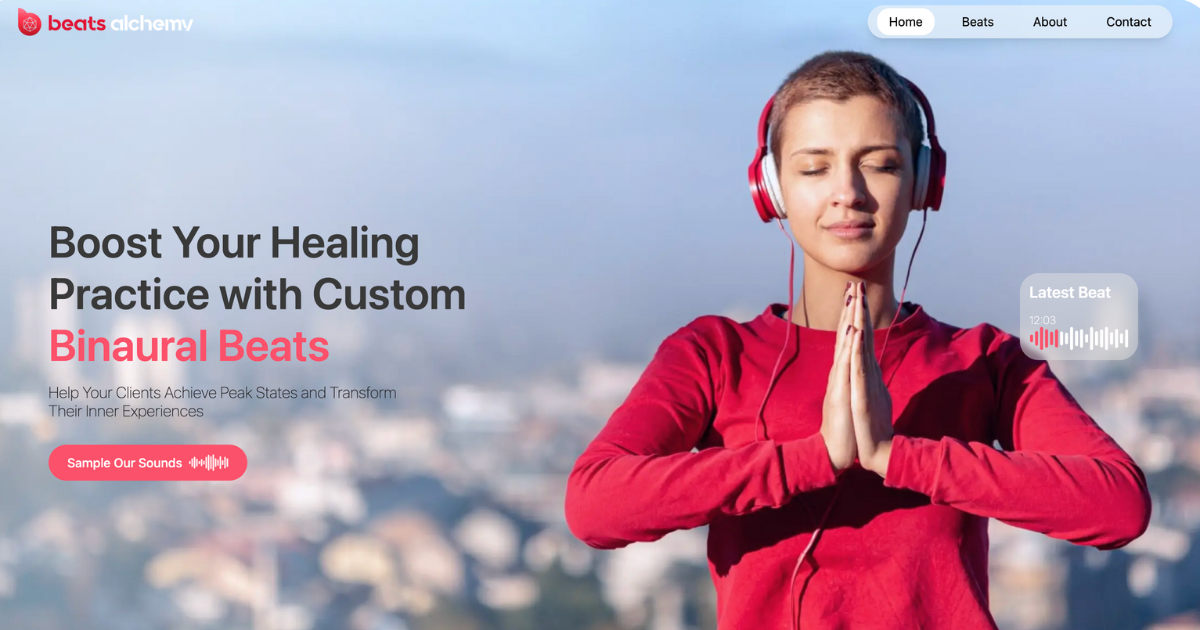 beats alchemy
Home
Beats
About
Contact
Boost Your Healing
Practice with Custom
Binaural Beats
Help Your Clients Achieve Peak States and Transform
Their Inner Experiences
Sample Our Sounds
Latest Beat
12:03